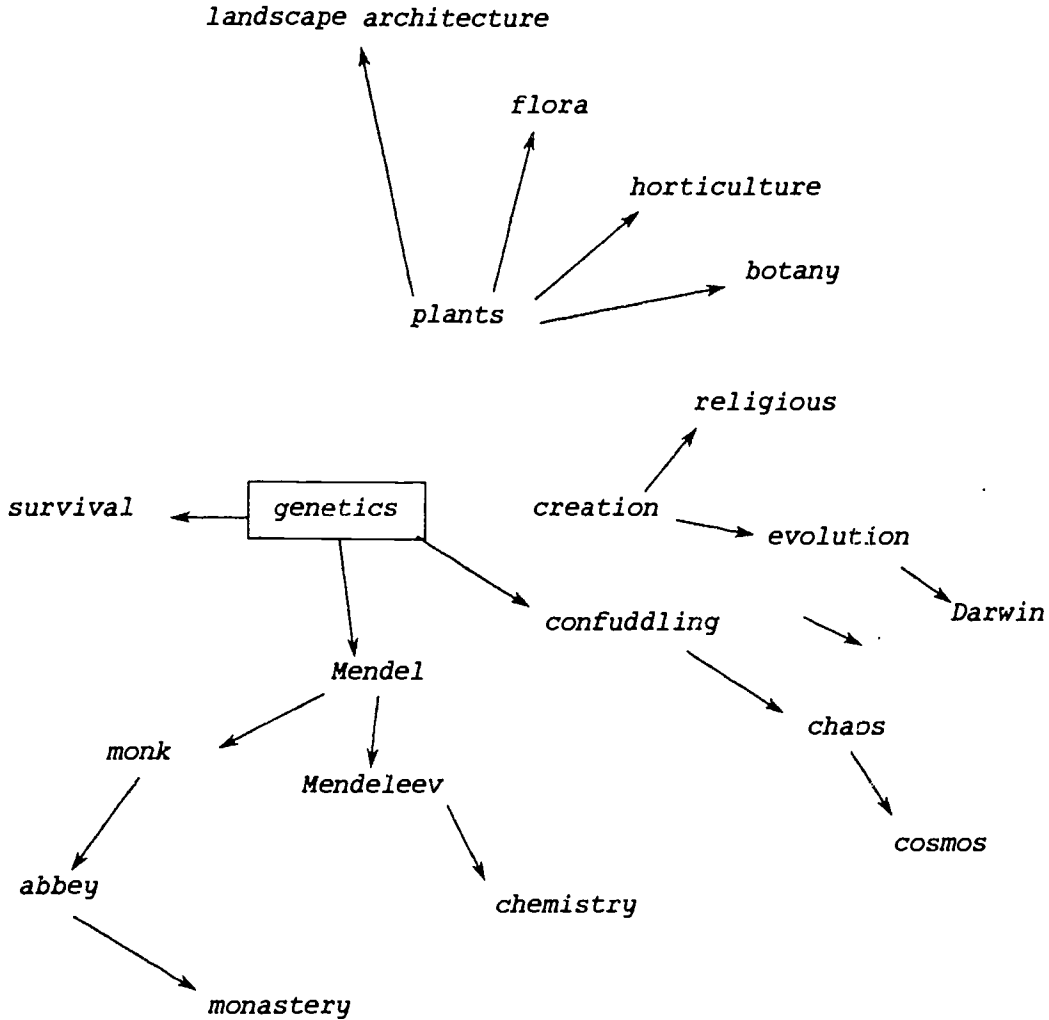 landscape architecture
flora
horticulture
botany
plants
religious
survival
genetics
creation
evolution
Darwin
confuddling
Mendel
chaos
monk
Mendeleev
cosmos
abbey
chemistry
monastery